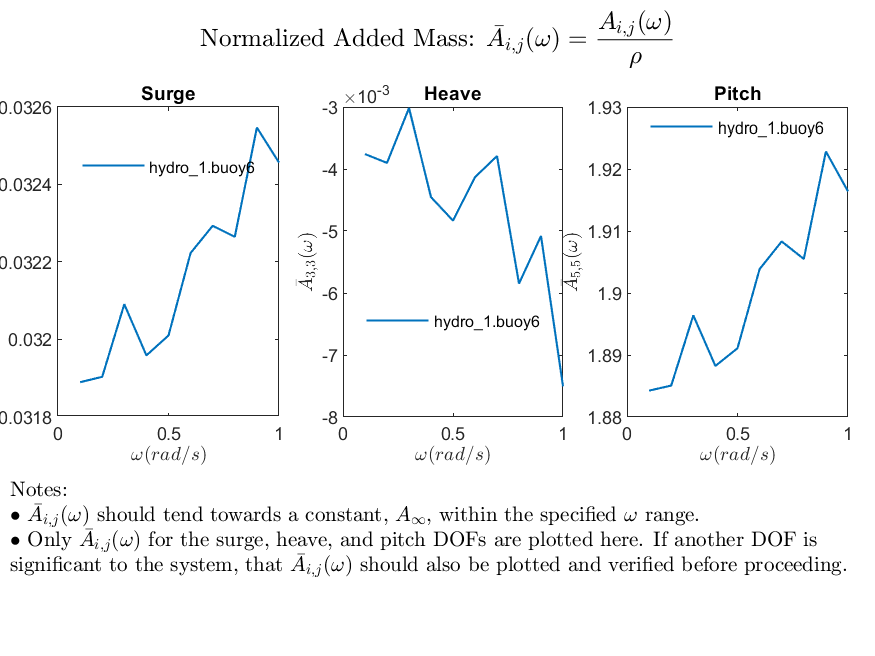 Normalized Added Mass: Ā_{i,j}(ω) = A_{i,j}(ω) / ρ
Surge
0.0326
0.0324
0.0322
0.032
0.0318
0 0.5 1
ω(rad/s)
hydro_1.buoy6
Heave
×10^{-3}
-3
-4
-5
-6
-7
-8
0 0.5 1
ω(rad/s)
Ā_{3,3}(ω)
hydro_1.buoy6
Pitch
1.93
1.92
1.91
1.9
1.89
1.88
0 0.5 1
ω(rad/s)
Ā_{5,5}(ω)
hydro_1.buoy6
Notes:
• Ā_{i,j}(ω) should tend towards a constant, A_∞, within the specified ω range.
• Only Ā_{i,j}(ω) for the surge, heave, and pitch DOFs are plotted here. If another DOF is
significant to the system, that Ā_{i,j}(ω) should also be plotted and verified before proceeding.